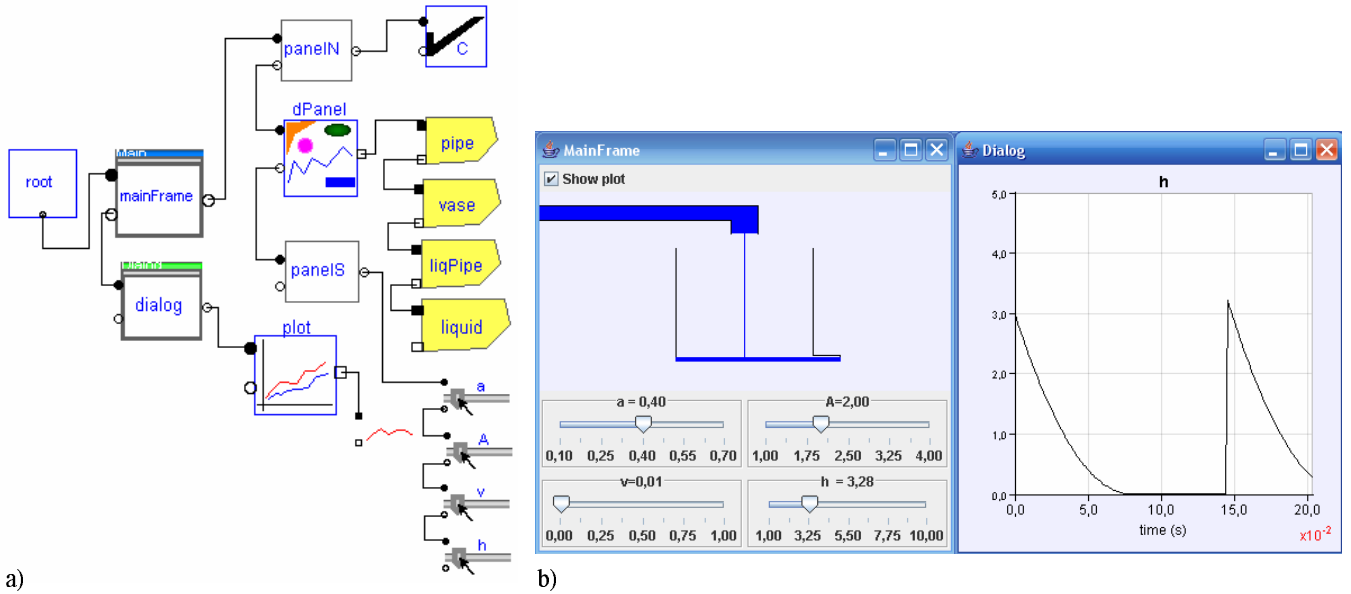 root
Main
mainFrame
dialog
plot
panelN
C
dPanel
panelS
pipe
vase
liqPipe
liquid
a
A
v
h
a)
MainFrame
Show plot
a = 0,40
0,10 0,25 0,40 0,55 0,70
A=2,00
1,00 1,75 2,50 3,25 4,00
v=0,01
0,00 0,25 0,50 0,75 1,00
h = 3,28
1,00 3,25 5,50 7,75 10,00
Dialog
h
5,0
4,0
3,0
2,0
1,0
0,0
0,0 5,0 10,0 15,0 20,0
time (s)
x10-2
b)